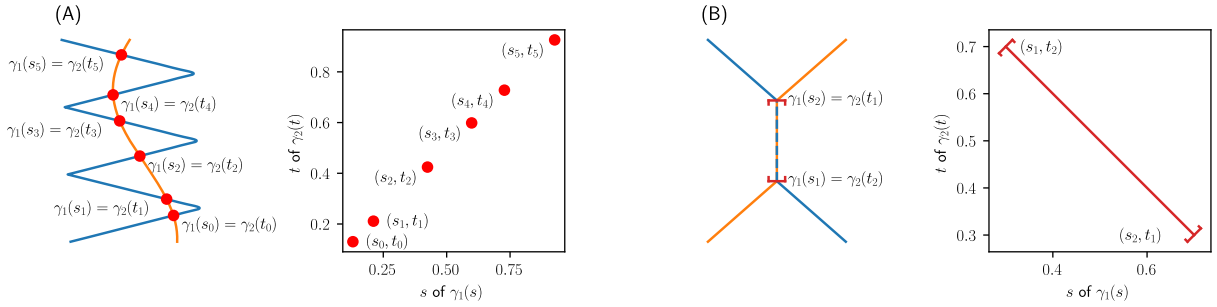 (A)
γ₁(s₅) = γ₂(t₅)
γ₁(s₄) = γ₂(t₄)
γ₁(s₃) = γ₂(t₃)
γ₁(s₂) = γ₂(t₂)
γ₁(s₁) = γ₂(t₁)
γ₁(s₀) = γ₂(t₀)
t of γ₂(t)
0.8
0.6
0.4
0.2
(s₅, t₅)
(s₄, t₄)
(s₃, t₃)
(s₂, t₂)
(s₁, t₁)
(s₀, t₀)
0.25 0.50 0.75
s of γ₁(s)
(B)
γ₁(s₂) = γ₂(t₁)
γ₁(s₁) = γ₂(t₂)
t of γ₂(t)
0.7
0.6
0.5
0.4
0.3
(s₁, t₂)
(s₂, t₁)
0.4 0.6
s of γ₁(s)